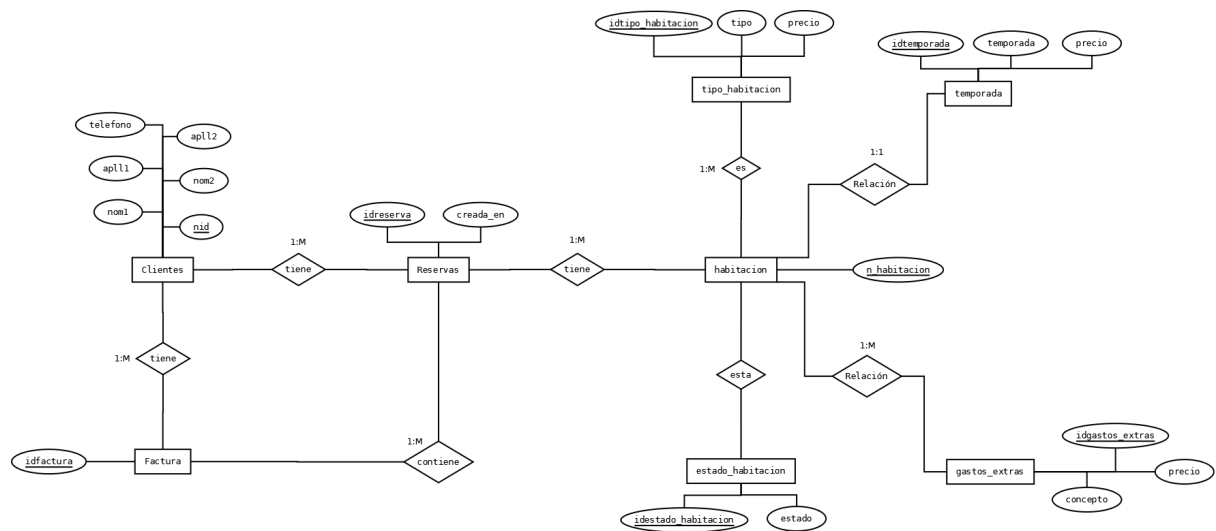 idtipo_habitacion
tipo
precio
idtemporada
temporada
precio
tipo_habitacion
temporada
telefono
apll2
1:1
apll1
1:M
es
nom2
Relación
nom1
idreserva
creada_en
nid
1:M
1:M
Clientes
tiene
Reservas
tiene
habitacion
n_habitacion
1:M
1:M
tiene
esta
Relación
1:M
idgastos_extras
idfactura
Factura
contiene
estado_habitacion
gastos_extras
precio
concepto
idestado_habitacion
estado